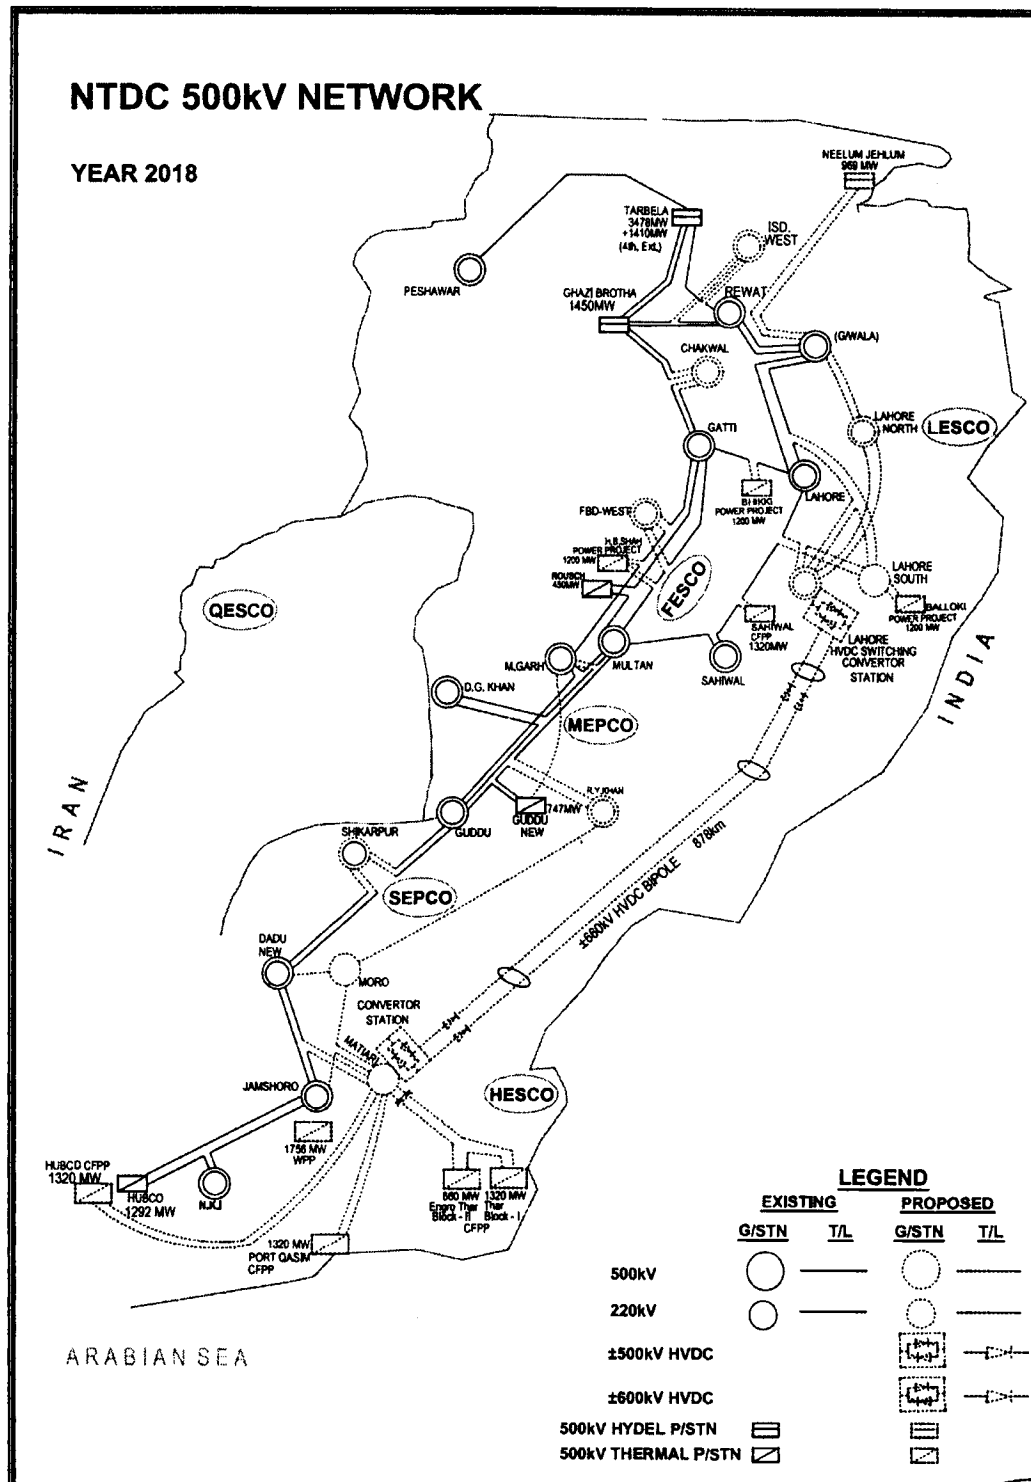 NTDC 500kV NETWORK
YEAR 2018
NEELUM JEHLUM
969 MW
TARBELA
3478MW
+1410MW
(4th. Ext.)
ISD.
WEST
PESHAWAR
GHAZI BROTHA
1450MW
REWAT
(G/WALA)
CHAKWAL
LAHORE
NORTH
LESCO
GATTI
LAHORE
BHIKKI
POWER PROJECT
1200 MW
FBD-WEST
H.B.SHAH
POWER PROJECT
1200 MW
ROUSCH
450MW
FESCO
LAHORE
SOUTH
BALLOKI
POWER PROJECT
1200 MW
QESCO
SAHIWAL
CFPP
1320MW
LAHORE
HVDC SWITCHING
CONVERTOR
STATION
M.GARH
MULTAN
SAHIWAL
D.G. KHAN
MEPCO
INDIA
IRAN
R.Y.KHAN
747MW
GUDDU
NEW
GUDDU
SHIKARPUR
878km
±660kV HVDC BIPOLE
SEPCO
DADU
NEW
MORO
CONVERTOR
STATION
MATIARI
JAMSHORO
HESCO
1756 MW
WPP
HUBCO CFPP
1320 MW
HUBCO
1292 MW
N.K.I
660 MW
Engro Thar
Block - II
1320 MW
Thar
Block - I
CFPP
1320 MW
PORT QASIM
CFPP
ARABIAN SEA
LEGEND
EXISTING PROPOSED
G/STN T/L G/STN T/L
500kV
220kV
±500kV HVDC
±600kV HVDC
500kV HYDEL P/STN
500kV THERMAL P/STN